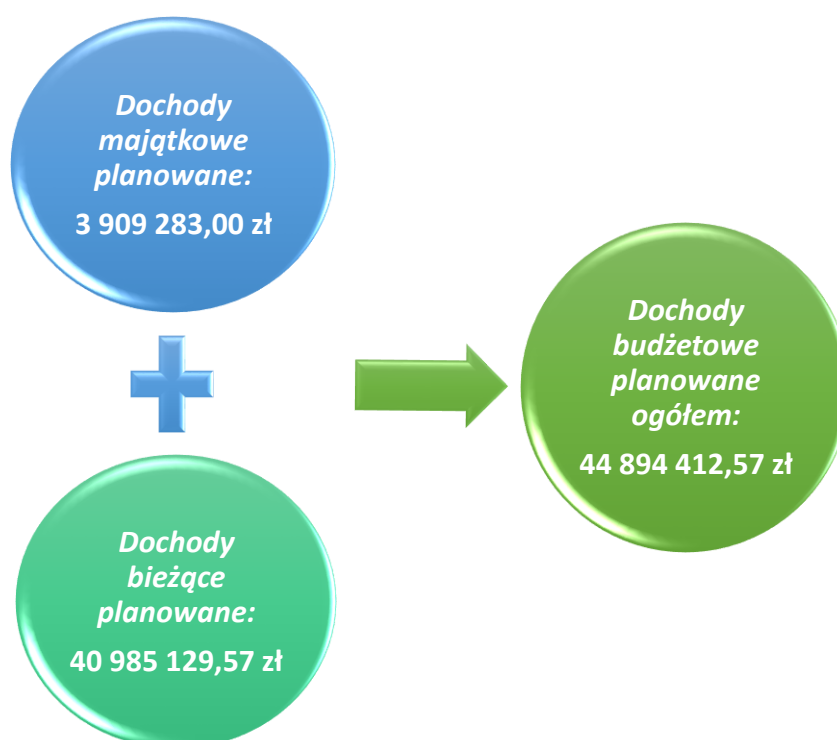 Dochody
majątkowe
planowane:
3 909 283,00 zł
Dochody
bieżące
planowane:
40 985 129,57 zł
Dochody
budżetowe
planowane
ogółem:
44 894 412,57 zł